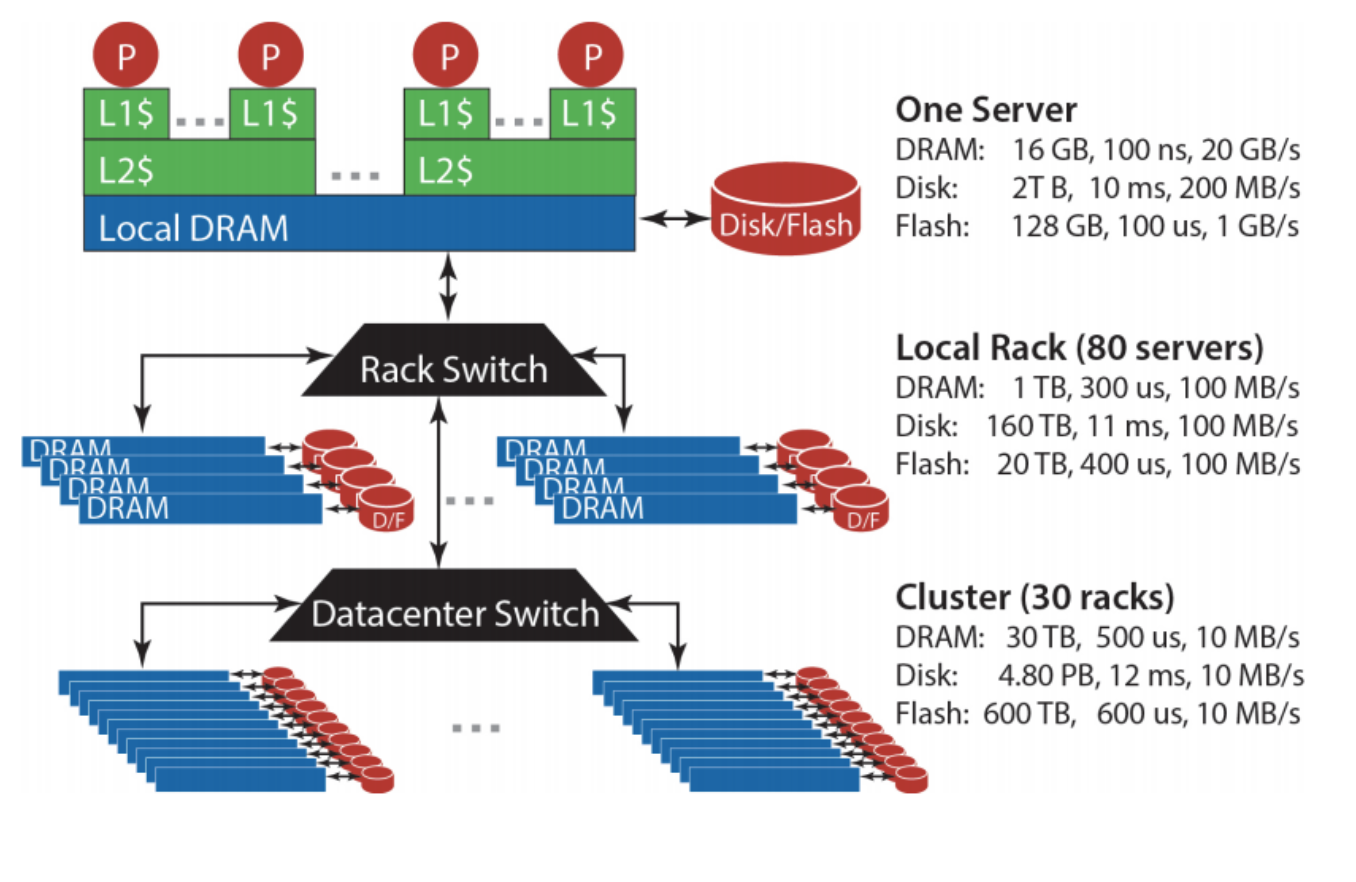 P P P P
L1$ ... L1$ L1$ ... L1$
L2$ ... L2$
Local DRAM
Disk/Flash
One Server
DRAM: 16 GB, 100 ns, 20 GB/s
Disk: 2T B, 10 ms, 200 MB/s
Flash: 128 GB, 100 us, 1 GB/s
Rack Switch
Local Rack (80 servers)
DRAM: 1 TB, 300 us, 100 MB/s
Disk: 160 TB, 11 ms, 100 MB/s
Flash: 20 TB, 400 us, 100 MB/s
DRAM DRAM
DRAM DRAM
DRAM DRAM
DRAM D/F ... DRAM D/F
Datacenter Switch
Cluster (30 racks)
DRAM: 30 TB, 500 us, 10 MB/s
Disk: 4.80 PB, 12 ms, 10 MB/s
Flash: 600 TB, 600 us, 10 MB/s
...